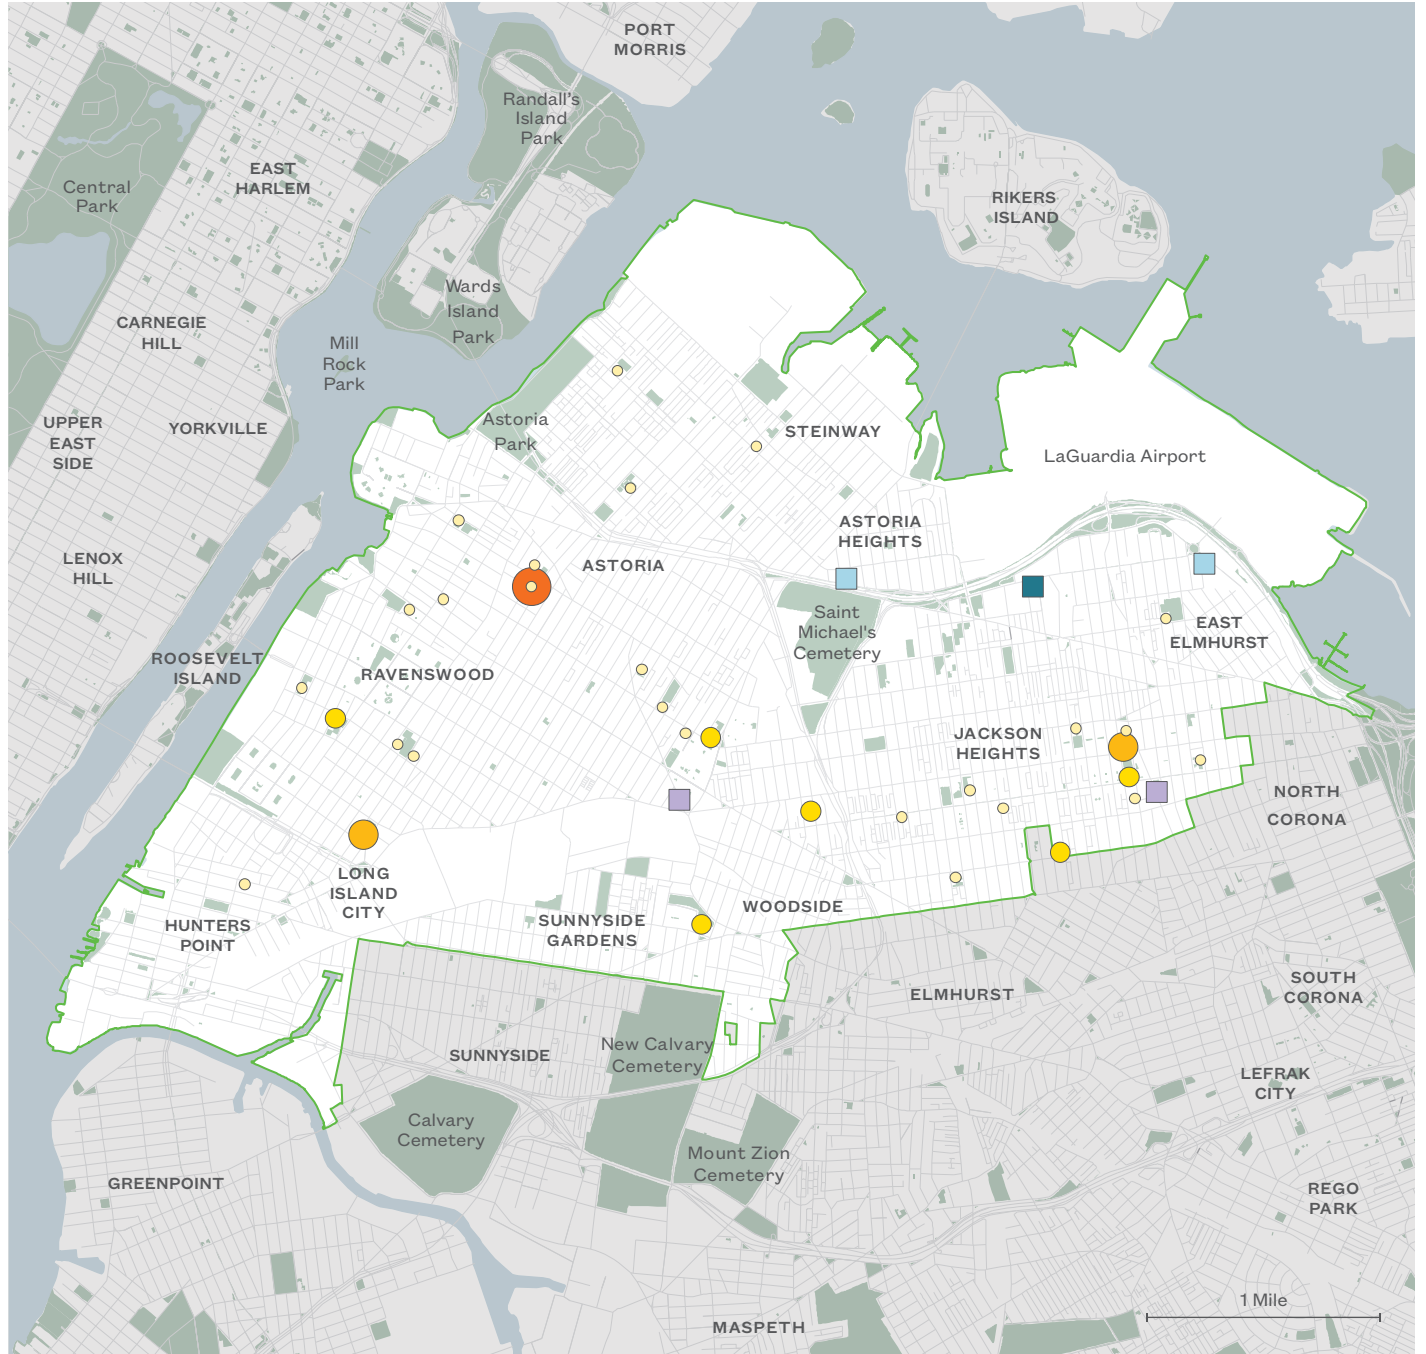 PORT
MORRIS
Randall's
Island
Park
EAST
HARLEM
Central
Park
RIKERS
ISLAND
Wards
Island
Park
CARNEGIE
HILL
Mill
Rock
Park
UPPER
EAST
SIDE
YORKVILLE
Astoria
Park
STEINWAY
LaGuardia Airport
ASTORIA
HEIGHTS
LENOX
HILL
ASTORIA
Saint
Michael's
Cemetery
EAST
ELMHURST
ROOSEVELT
ISLAND
RAVENSWOOD
JACKSON
HEIGHTS
NORTH
CORONA
LONG
ISLAND
CITY
HUNTERS
POINT
SUNNYSIDE
GARDENS
WOODSIDE
ELMHURST
SOUTH
CORONA
SUNNYSIDE
New Calvary
Cemetery
LEFRAK
CITY
Calvary
Cemetery
Mount Zion
Cemetery
GREENPOINT
REGO
PARK
1 Mile
MASPETH